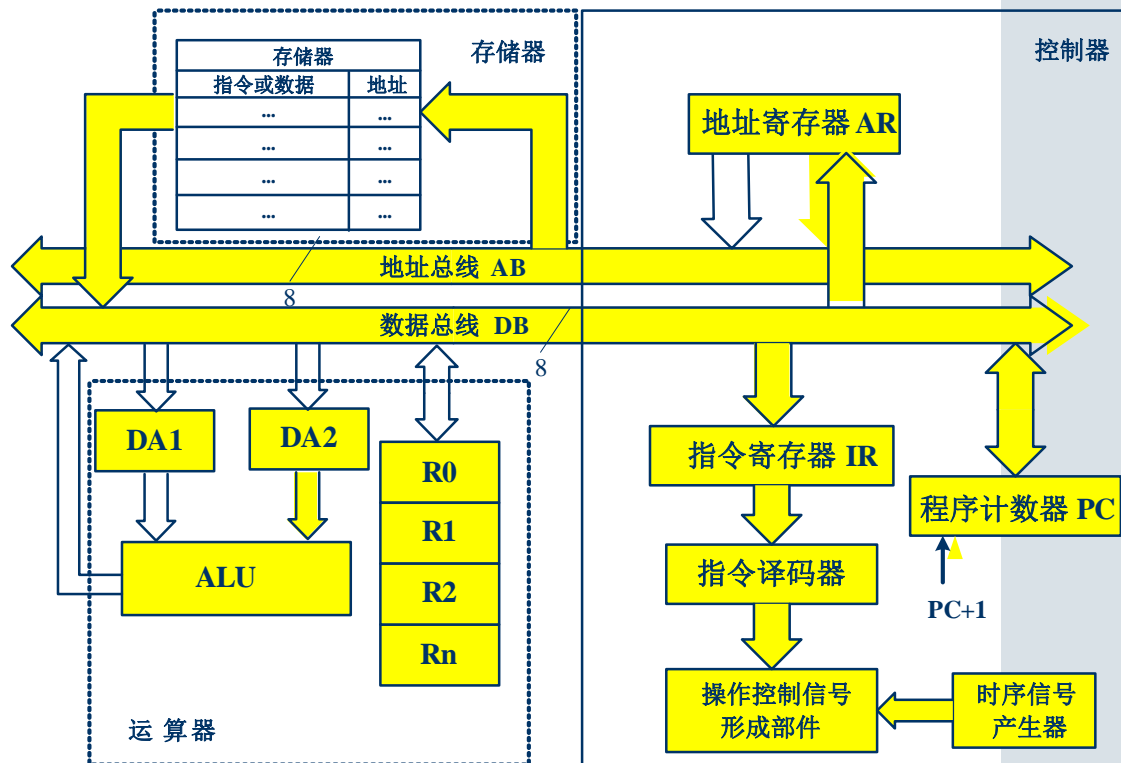 存储器
控制器
存储器
指令或数据 地址
... ...
... ...
... ...
... ...
地址寄存器 AR
地址总线 AB
8
数据总线 DB
8
DA1
DA2
R0
R1
R2
Rn
ALU
运 算器
指令寄存器 IR
程序计数器 PC
PC+1
指令译码器
操作控制信号
形成部件
时序信号
产生器